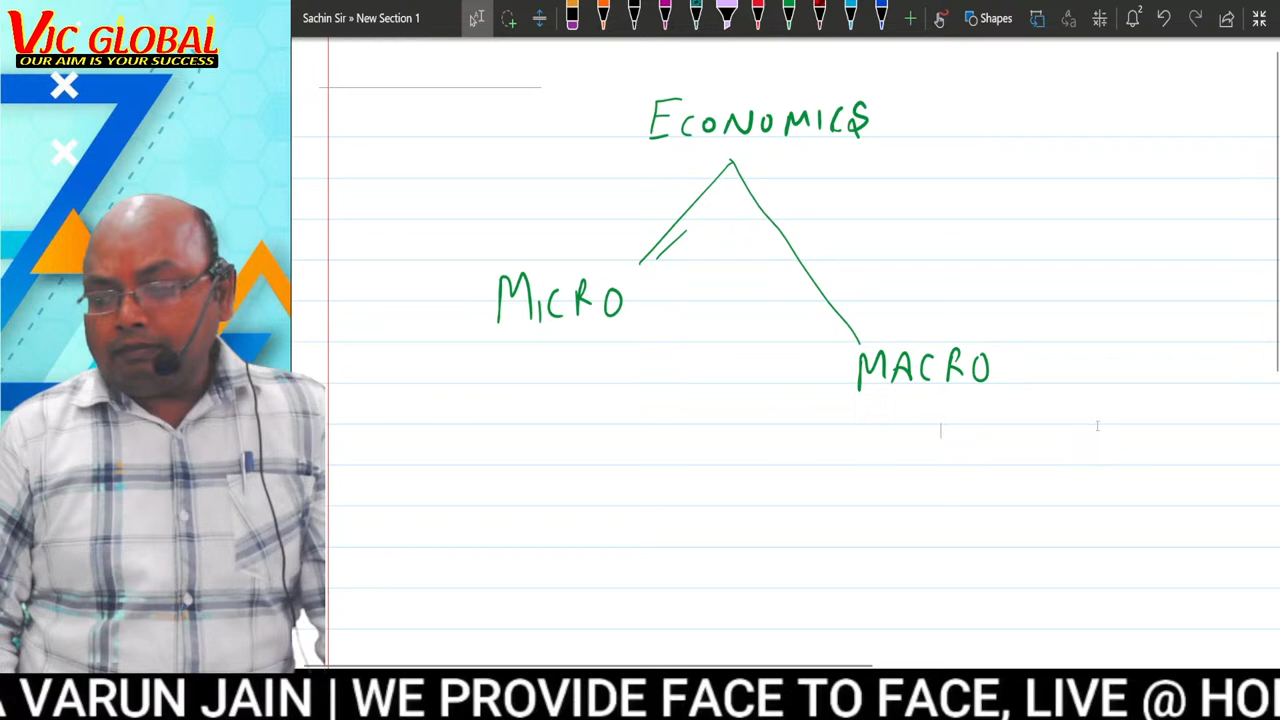 VJC GLOBAL
OUR AIM IS YOUR SUCCESS
Sachin Sir » New Section 1
Shapes
ECONOMICS
MICRO
MACRO
A VARUN JAIN | WE PROVIDE FACE TO FACE, LIVE @ HO